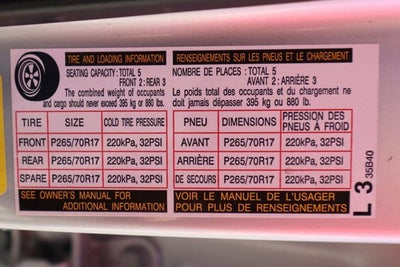 TIRE AND LOADING INFORMATION
SEATING CAPACITY: TOTAL 5
FRONT 2 : REAR 3
The combined weight of occupants
and cargo should never exceed 395 kg or 880 lbs.
TIRE SIZE COLD TIRE PRESSURE
FRONT P265/70R17 220kPa, 32PSI
REAR P265/70R17 220kPa, 32PSI
SPARE P265/70R17 220kPa, 32PSI
SEE OWNER'S MANUAL FOR
ADDITIONAL INFORMATION
RENSEIGNEMENTS SUR LES PNEUS ET LE CHARGEMENT
NOMBRE DE PLACES : TOTAL 5
AVANT 2 : ARRIÈRE 3
Le poids total des occupants et du chargement ne
doit jamais dépasser 395 kg ou 880 lb.
PNEU DIMENSIONS PRESSION DES
PNEUS À FROID
AVANT P265/70R17 220kPa, 32PSI
ARRIÈRE P265/70R17 220kPa, 32PSI
DE SECOURS P265/70R17 220kPa, 32PSI
VOIR LE MANUEL DE L'USAGER
POUR PLUS DE RENSEIGNEMENTS
L 3 35B40